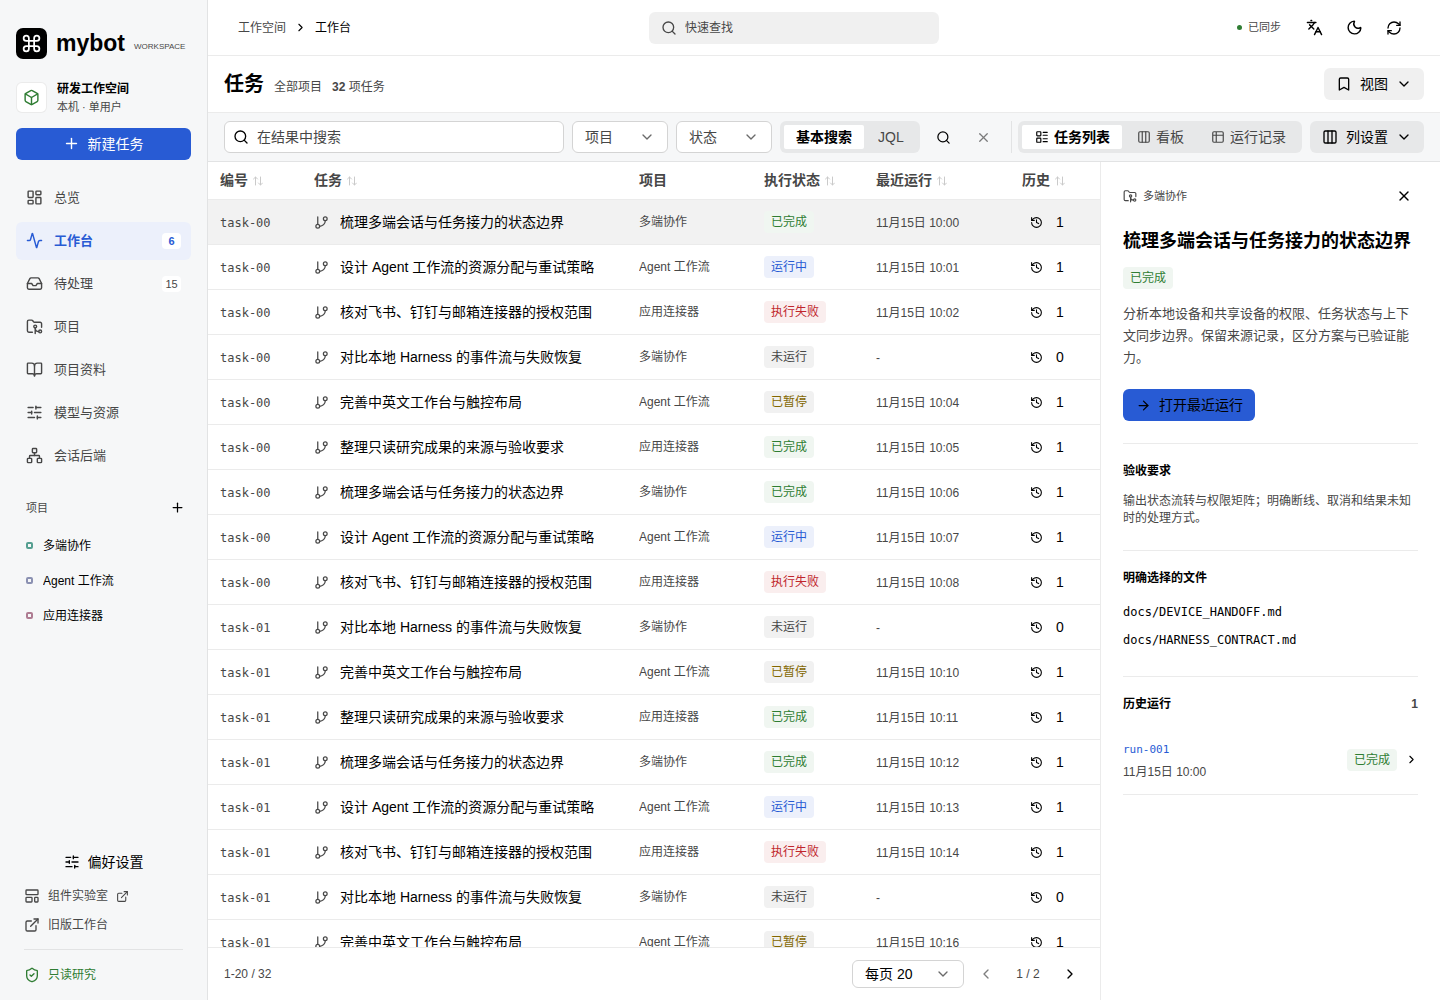 mybot WORKSPACE
研发工作空间
本机 · 单用户
新建任务
总览
工作台 6
待处理 15
项目
项目资料
模型与资源
会话后端
项目
多端协作
Agent 工作流
应用连接器
偏好设置
组件实验室
旧版工作台
只读研究
工作空间 工作台
快速查找
已同步
任务 全部项目 32 项任务
视图
在结果中搜索 项目 状态 基本搜索 JQL 任务列表 看板 运行记录 列设置
编号 任务 项目 执行状态 最近运行 历史
task-00 梳理多端会话与任务接力的状态边界 多端协作 已完成 11月15日 10:00 1
task-00 设计 Agent 工作流的资源分配与重试策略 Agent 工作流 运行中 11月15日 10:01 1
task-00 核对飞书、钉钉与邮箱连接器的授权范围 应用连接器 执行失败 11月15日 10:02 1
task-00 对比本地 Harness 的事件流与失败恢复 多端协作 未运行 - 0
task-00 完善中英文工作台与触控布局 Agent 工作流 已暂停 11月15日 10:04 1
task-00 整理只读研究成果的来源与验收要求 应用连接器 已完成 11月15日 10:05 1
task-00 梳理多端会话与任务接力的状态边界 多端协作 已完成 11月15日 10:06 1
task-00 设计 Agent 工作流的资源分配与重试策略 Agent 工作流 运行中 11月15日 10:07 1
task-00 核对飞书、钉钉与邮箱连接器的授权范围 应用连接器 执行失败 11月15日 10:08 1
task-01 对比本地 Harness 的事件流与失败恢复 多端协作 未运行 - 0
task-01 完善中英文工作台与触控布局 Agent 工作流 已暂停 11月15日 10:10 1
task-01 整理只读研究成果的来源与验收要求 应用连接器 已完成 11月15日 10:11 1
task-01 梳理多端会话与任务接力的状态边界 多端协作 已完成 11月15日 10:12 1
task-01 设计 Agent 工作流的资源分配与重试策略 Agent 工作流 运行中 11月15日 10:13 1
task-01 核对飞书、钉钉与邮箱连接器的授权范围 应用连接器 执行失败 11月15日 10:14 1
task-01 对比本地 Harness 的事件流与失败恢复 多端协作 未运行 - 0
task-01 完善中英文工作台与触控布局 Agent 工作流 已暂停 11月15日 10:16 1
1-20 / 32 每页 20 1 / 2
多端协作
梳理多端会话与任务接力的状态边界
已完成
分析本地设备和共享设备的权限、任务状态与上下
文同步边界。保留来源记录，区分方案与已验证能
力。
打开最近运行
验收要求
输出状态流转与权限矩阵；明确断线、取消和结果未知
时的处理方式。
明确选择的文件
docs/DEVICE_HANDOFF.md
docs/HARNESS_CONTRACT.md
历史运行 1
run-001
11月15日 10:00
已完成